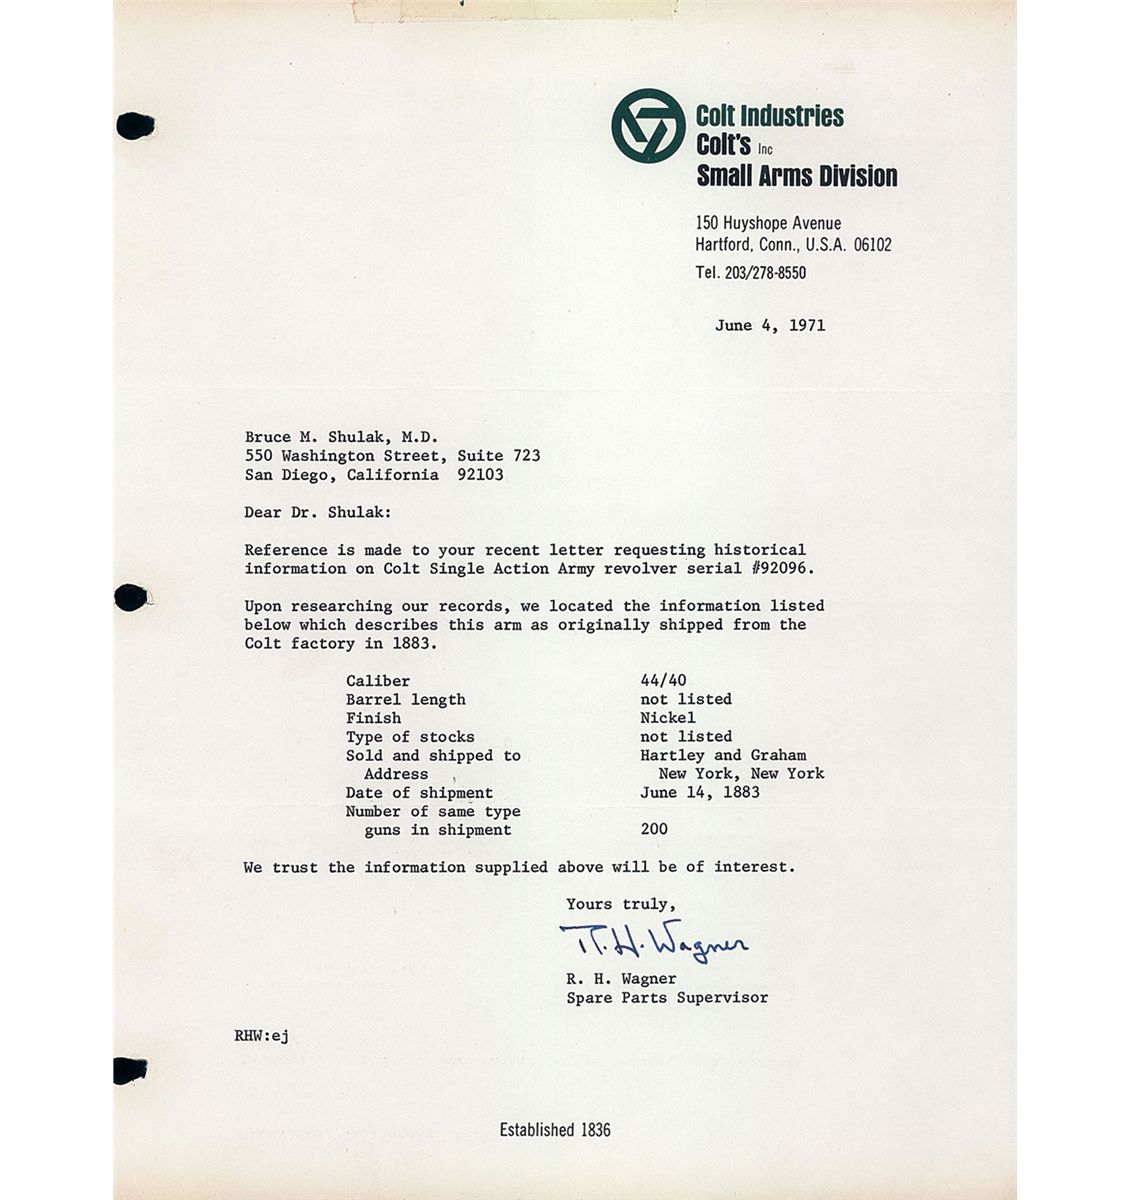 Colt Industries
Colt's Inc
Small Arms Division
150 Huyshope Avenue
Hartford, Conn., U.S.A. 06102
Tel. 203/278-8550
June 4, 1971
Bruce M. Shulak, M.D.
550 Washington Street, Suite 723
San Diego, California 92103
Dear Dr. Shulak:
Reference is made to your recent letter requesting historical
information on Colt Single Action Army revolver serial #92096.
Upon researching our records, we located the information listed
below which describes this arm as originally shipped from the
Colt factory in 1883.
Caliber 44/40
Barrel length not listed
Finish Nickel
Type of stocks not listed
Sold and shipped to Hartley and Graham
Address New York, New York
Date of shipment June 14, 1883
Number of same type
guns in shipment 200
We trust the information supplied above will be of interest.
Yours truly,
R. H. Wagner
R. H. Wagner
Spare Parts Supervisor
RHW:ej
Established 1836